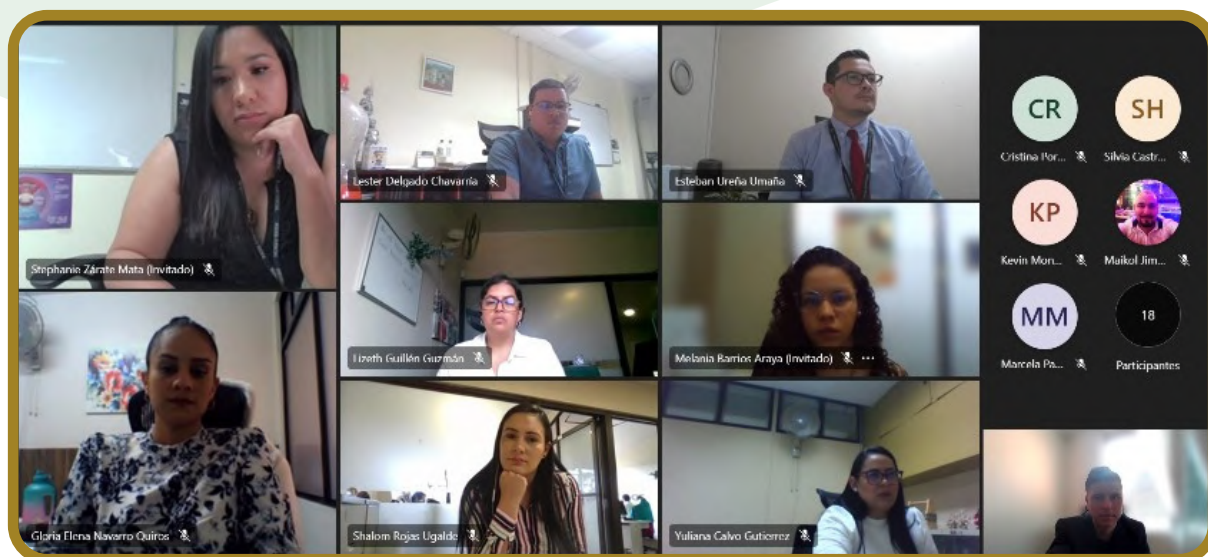 Stephanie Zárate Mata (Invitado)
Lester Delgado Chavarría
Esteban Ureña Umaña
Gloria Elena Navarro Quiros
Lizeth Guillén Guzmán
Melania Barrios Araya (Invitado)
Shalom Rojas Ugalde
Yuliana Calvo Gutierrez
CR
SH
Cristina Por...
Silvia Castr...
KP
Kevin Mon...
Maikol Jim...
MM
18
Marcela Pa...
Participantes